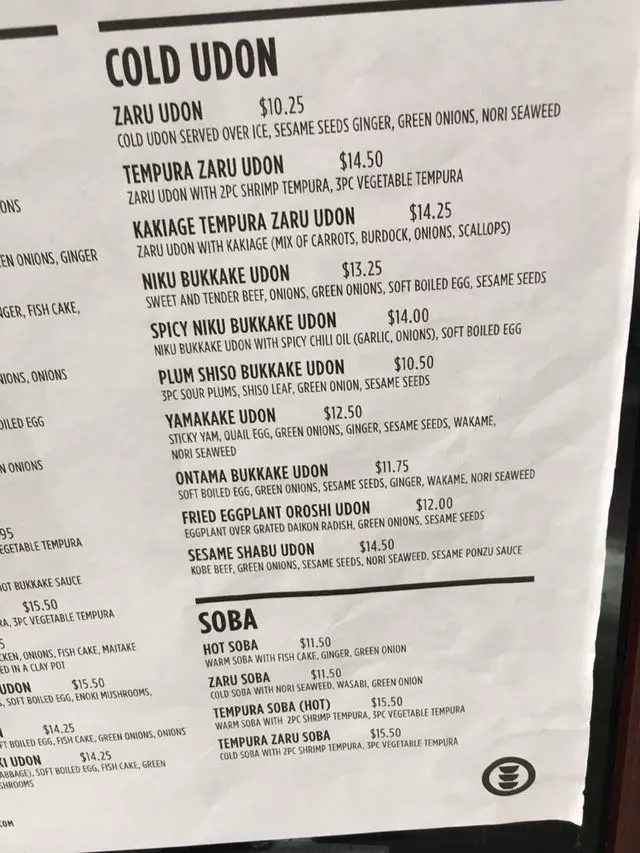 ONS
EN ONIONS, GINGER
GER, FISH CAKE,
IONS, ONIONS
OILED EGG
N ONIONS
95
EGETABLE TEMPURA
OT BUKKAKE SAUCE
$15.50
RA, 3PC VEGETABLE TEMPURA
5
CKEN, ONIONS, FISH CAKE, MAITAKE
ED IN A CLAY POT
UDON $15.50
, SOFT BOILED EGG, ENOKI MUSHROOMS,
$14.25
FT BOILED EGG, FISH CAKE, GREEN ONIONS, ONIONS
KI UDON $14.25
ABBAGE), SOFT BOILED EGG, FISH CAKE, GREEN
SHROOMS
COM
COLD UDON
ZARU UDON $10.25
COLD UDON SERVED OVER ICE, SESAME SEEDS GINGER, GREEN ONIONS, NORI SEAWEED
TEMPURA ZARU UDON $14.50
ZARU UDON WITH 2PC SHRIMP TEMPURA, 3PC VEGETABLE TEMPURA
KAKIAGE TEMPURA ZARU UDON $14.25
ZARU UDON WITH KAKIAGE (MIX OF CARROTS, BURDOCK, ONIONS, SCALLOPS)
NIKU BUKKAKE UDON $13.25
SWEET AND TENDER BEEF, ONIONS, GREEN ONIONS, SOFT BOILED EGG, SESAME SEEDS
SPICY NIKU BUKKAKE UDON $14.00
NIKU BUKKAKE UDON WITH SPICY CHILI OIL (GARLIC, ONIONS), SOFT BOILED EGG
PLUM SHISO BUKKAKE UDON $10.50
3PC SOUR PLUMS, SHISO LEAF, GREEN ONION, SESAME SEEDS
YAMAKAKE UDON $12.50
STICKY YAM, QUAIL EGG, GREEN ONIONS, GINGER, SESAME SEEDS, WAKAME,
NORI SEAWEED
ONTAMA BUKKAKE UDON $11.75
SOFT BOILED EGG, GREEN ONIONS, SESAME SEEDS, GINGER, WAKAME, NORI SEAWEED
FRIED EGGPLANT OROSHI UDON $12.00
EGGPLANT OVER GRATED DAIKON RADISH, GREEN ONIONS, SESAME SEEDS
SESAME SHABU UDON $14.50
KOBE BEEF, GREEN ONIONS, SESAME SEEDS, NORI SEAWEED, SESAME PONZU SAUCE
SOBA
HOT SOBA $11.50
WARM SOBA WITH FISH CAKE, GINGER, GREEN ONION
ZARU SOBA $11.50
COLD SOBA WITH NORI SEAWEED, WASABI, GREEN ONION
TEMPURA SOBA (HOT) $15.50
WARM SOBA WITH 2PC SHRIMP TEMPURA, 3PC VEGETABLE TEMPURA
TEMPURA ZARU SOBA $15.50
COLD SOBA WITH 2PC SHRIMP TEMPURA, 3PC VEGETABLE TEMPURA